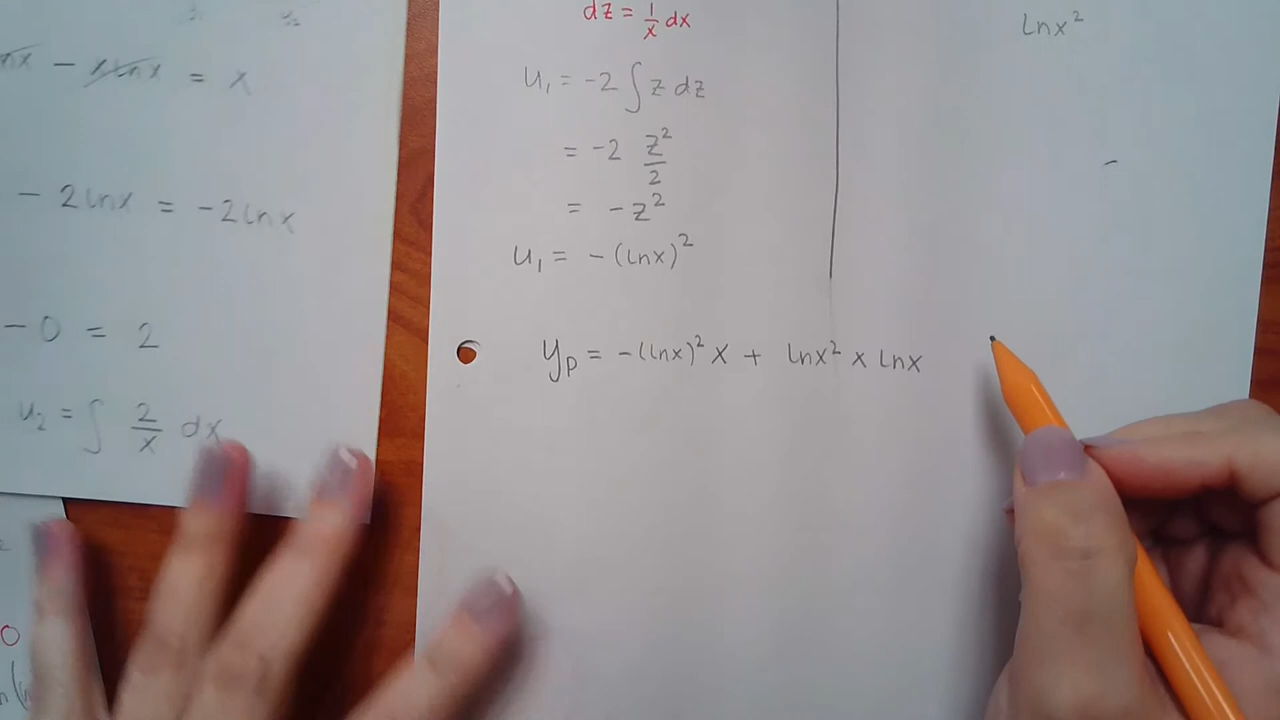 - x̶l̶n̶x̶ = x
- 2lnx = -2lnx
- 0 = 2
u₂ = ∫ 2/x dx
dz = 1/x dx
u₁ = -2 ∫ z dz
= -2 z²/2
= -z²
u₁ = -(lnx)²
lnx²
yₚ = -(lnx)² x + lnx² x lnx